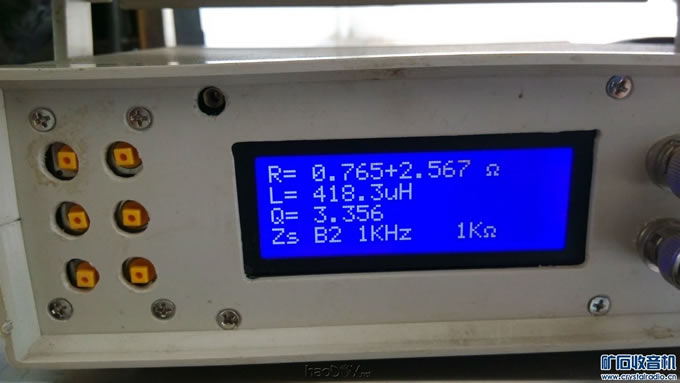 R= 0.765+2.567 Ω
L= 418.3uH
Q= 3.356
Zs B2 1KHz 1KΩ
矿石收音机
www.crystalradio.cn